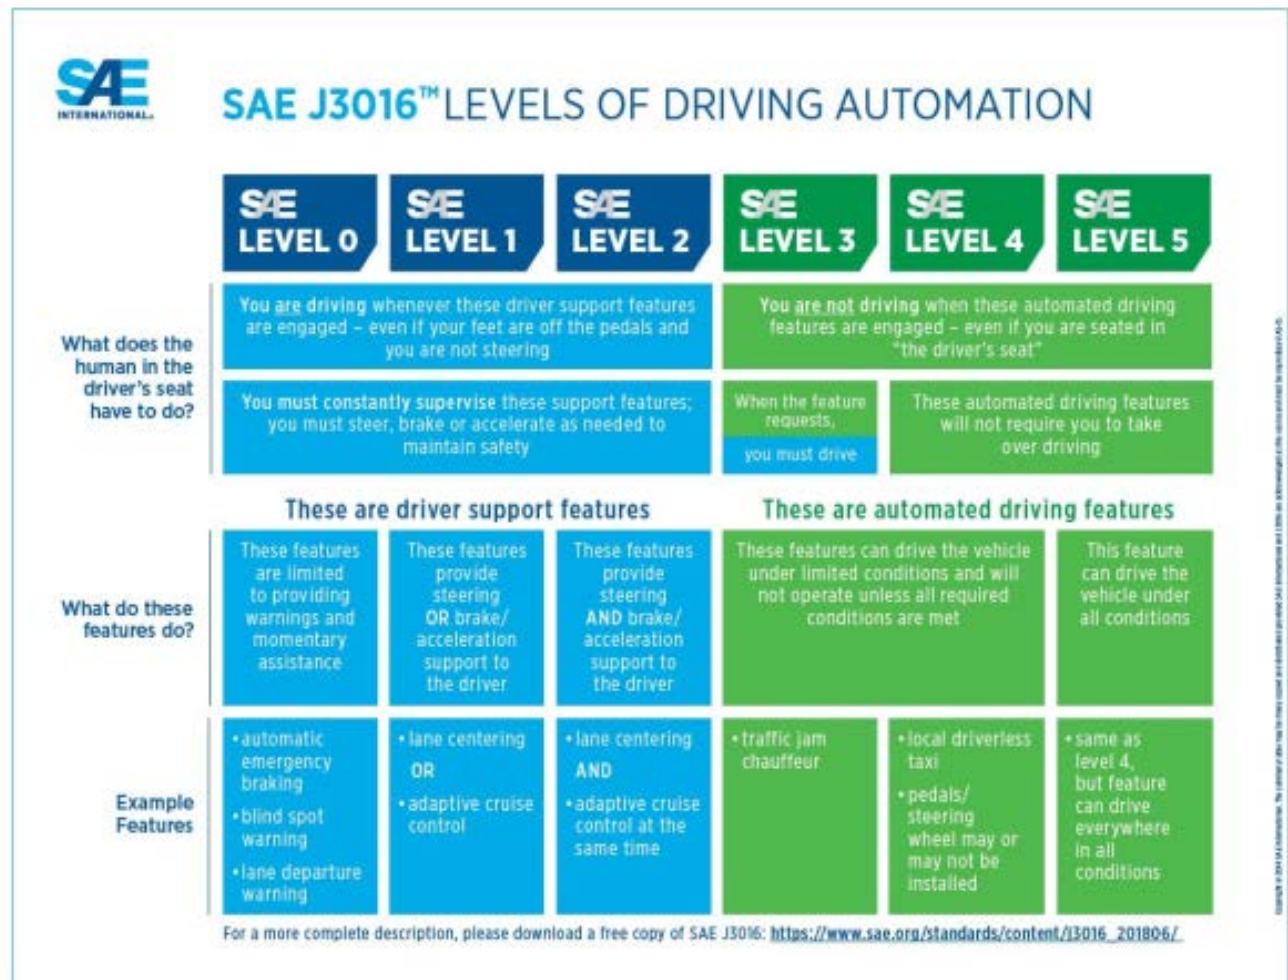 SAE
INTERNATIONAL®
SAE J3016™ LEVELS OF DRIVING AUTOMATION
SAE
LEVEL 0
SAE
LEVEL 1
SAE
LEVEL 2
SAE
LEVEL 3
SAE
LEVEL 4
SAE
LEVEL 5
What does the
human in the
driver's seat
have to do?
You are driving whenever these driver support features
are engaged – even if your feet are off the pedals and
you are not steering
You are not driving when these automated driving
features are engaged – even if you are seated in
"the driver's seat"
You must constantly supervise these support features;
you must steer, brake or accelerate as needed to
maintain safety
When the feature
requests,
you must drive
These automated driving features
will not require you to take
over driving
These are driver support features
These are automated driving features
What do these
features do?
These features
are limited
to providing
warnings and
momentary
assistance
These features
provide
steering
OR brake/
acceleration
support to
the driver
These features
provide
steering
AND brake/
acceleration
support to
the driver
These features can drive the vehicle
under limited conditions and will
not operate unless all required
conditions are met
This feature
can drive the
vehicle under
all conditions
Example
Features
• automatic
emergency
braking
• blind spot
warning
• lane departure
warning
• lane centering
OR
• adaptive cruise
control
• lane centering
AND
• adaptive cruise
control at the
same time
• traffic jam
chauffeur
• local driverless
taxi
• pedals/
steering
wheel may or
may not be
installed
• same as
level 4,
but feature
can drive
everywhere
in all
conditions
For a more complete description, please download a free copy of SAE J3016: https://www.sae.org/standards/content/J3016_201806/